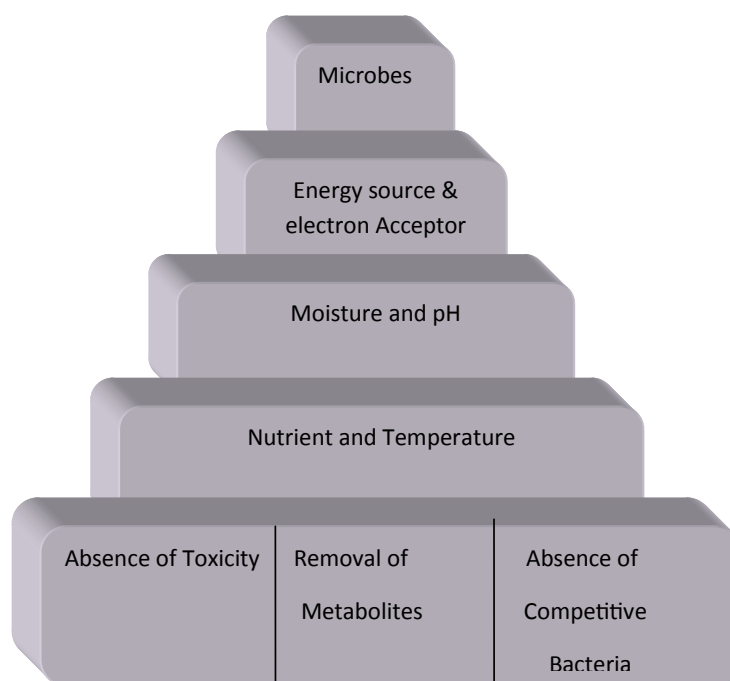 Microbes
Energy source &
electron Acceptor
Moisture and pH
Nutrient and Temperature
Absence of Toxicity
Removal of
Metabolites
Absence of
Competitive
Bacteria